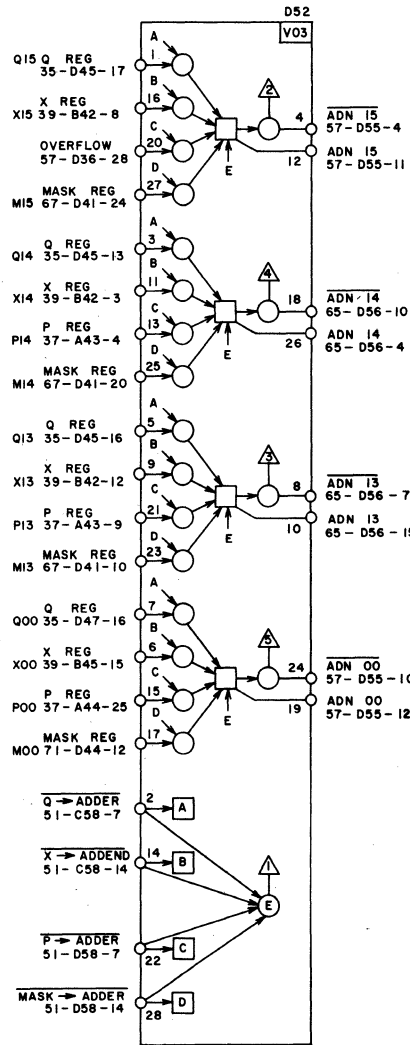 D52
V03
A
Q15 Q REG 1
35-D45-17
B
X REG 16
X15 39-B42-8
C
OVERFLOW 20
57-D36-28
D
MASK REG 27
M15 67-D41-24
E
2
4 ADN 15
57-D55-4
12 ADN 15
57-D55-11
A
Q REG 3
Q14 35-D45-13
B
X REG 11
X14 39-B42-3
C
P REG 13
P14 37-A43-4
D
MASK REG 25
M14 67-D41-20
E
4
18 ADN 14
65-D56-10
26 ADN 14
65-D56-4
A
Q REG 5
Q13 35-D45-16
B
X REG 9
X13 39-B42-12
C
P REG 21
P13 37-A43-9
D
MASK REG 23
M13 67-D41-10
E
3
8 ADN 13
65-D56-7
10 ADN 13
A
Q REG 7
Q00 35-D47-16
B
X REG 6
X00 39-B45-15
C
P REG 15
P00 37-A44-25
D
MASK REG 17
M00 71-D44-12
E
5
24 ADN 00
57-D55-10
19 ADN 00
57-D55-12
Q → ADDER 2 A
51-C58-7
X → ADDEND 14 B
51-C58-14
1
E
P → ADDER C
51-D58-7 22
MASK → ADDER D
51-D58-14 28